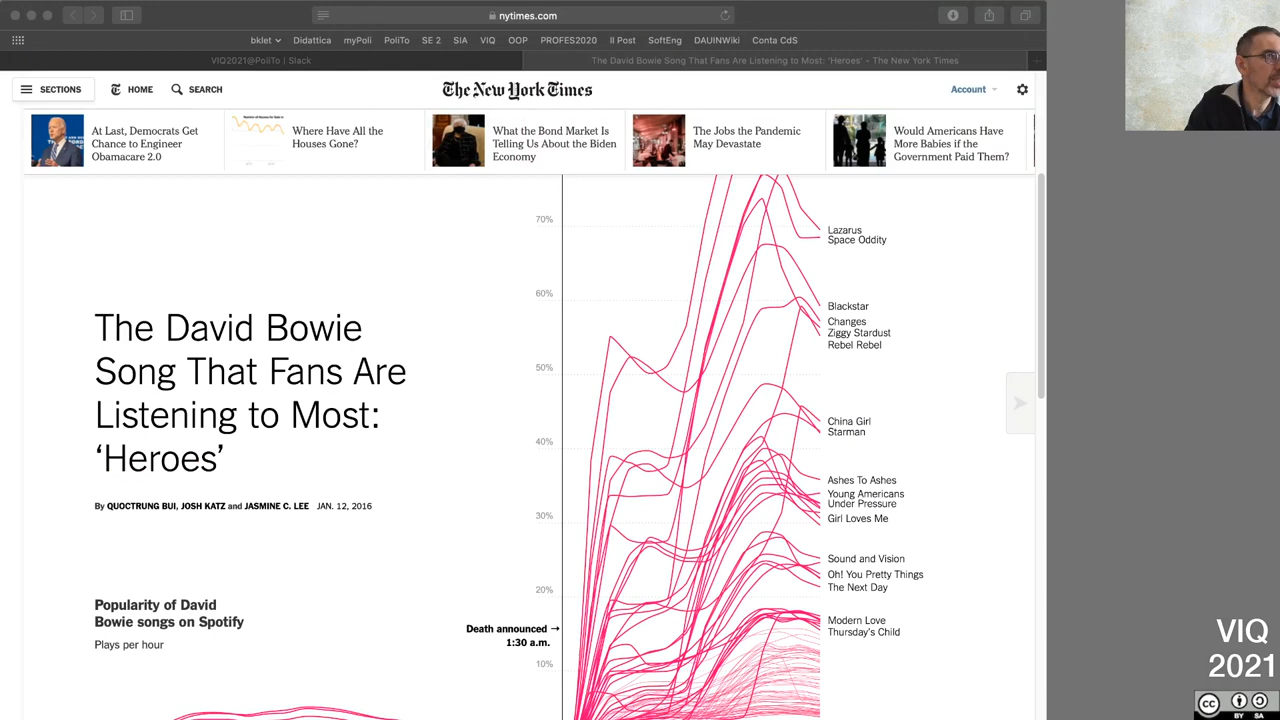 nytimes.com
bklet Didattica myPoli PoliTo SE 2 SIA VIQ OOP PROFES2020 Il Post SoftEng DAUINWiki Conta CdS
VIQ2021@PoliTo | Slack
The David Bowie Song That Fans Are Listening to Most: 'Heroes' - The New York Times
SECTIONS HOME SEARCH
The New York Times
Account
At Last, Democrats Get
Chance to Engineer
Obamacare 2.0
Where Have All the
Houses Gone?
What the Bond Market Is
Telling Us About the Biden
Economy
The Jobs the Pandemic
May Devastate
Would Americans Have
More Babies if the
Government Paid Them?
The David Bowie
Song That Fans Are
Listening to Most:
‘Heroes’
By QUOCTRUNG BUI, JOSH KATZ and JASMINE C. LEE JAN. 12, 2016
Popularity of David
Bowie songs on Spotify
Plays per hour
70%
60%
50%
40%
30%
20%
10%
Death announced →
1:30 a.m.
Lazarus
Space Oddity
Blackstar
Changes
Ziggy Stardust
Rebel Rebel
China Girl
Starman
Ashes To Ashes
Young Americans
Under Pressure
Girl Loves Me
Sound and Vision
Oh! You Pretty Things
The Next Day
Modern Love
Thursday's Child
VIQ
2021
cc
BY SA